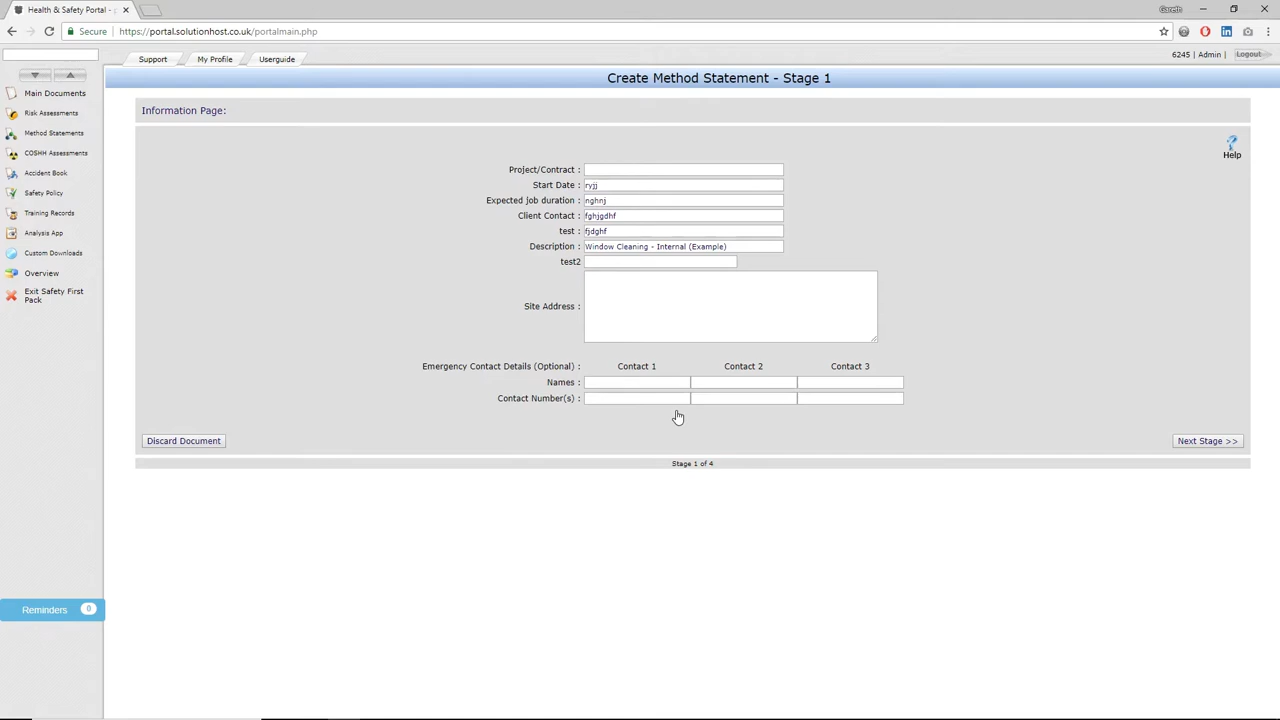 Health & Safety Portal -
Gareth
Secure
https://portal.solutionhost.co.uk/portalmain.php
Support
My Profile
Userguide
6245 | Admin |
Logout
Create Method Statement - Stage 1
Main Documents
Risk Assessments
Method Statements
COSHH Assessments
Accident Book
Safety Policy
Training Records
Analysis App
Custom Downloads
Overview
Exit Safety First
Pack
Reminders 0
Information Page:
Help
Project/Contract :
Start Date : ryjj
Expected job duration : nghnj
Client Contact : fghjgdhf
test : fjdghf
Description : Window Cleaning - Internal (Example)
test2
Site Address :
Emergency Contact Details (Optional) : Contact 1 Contact 2 Contact 3
Names :
Contact Number(s) :
Discard Document
Next Stage >>
Stage 1 of 4